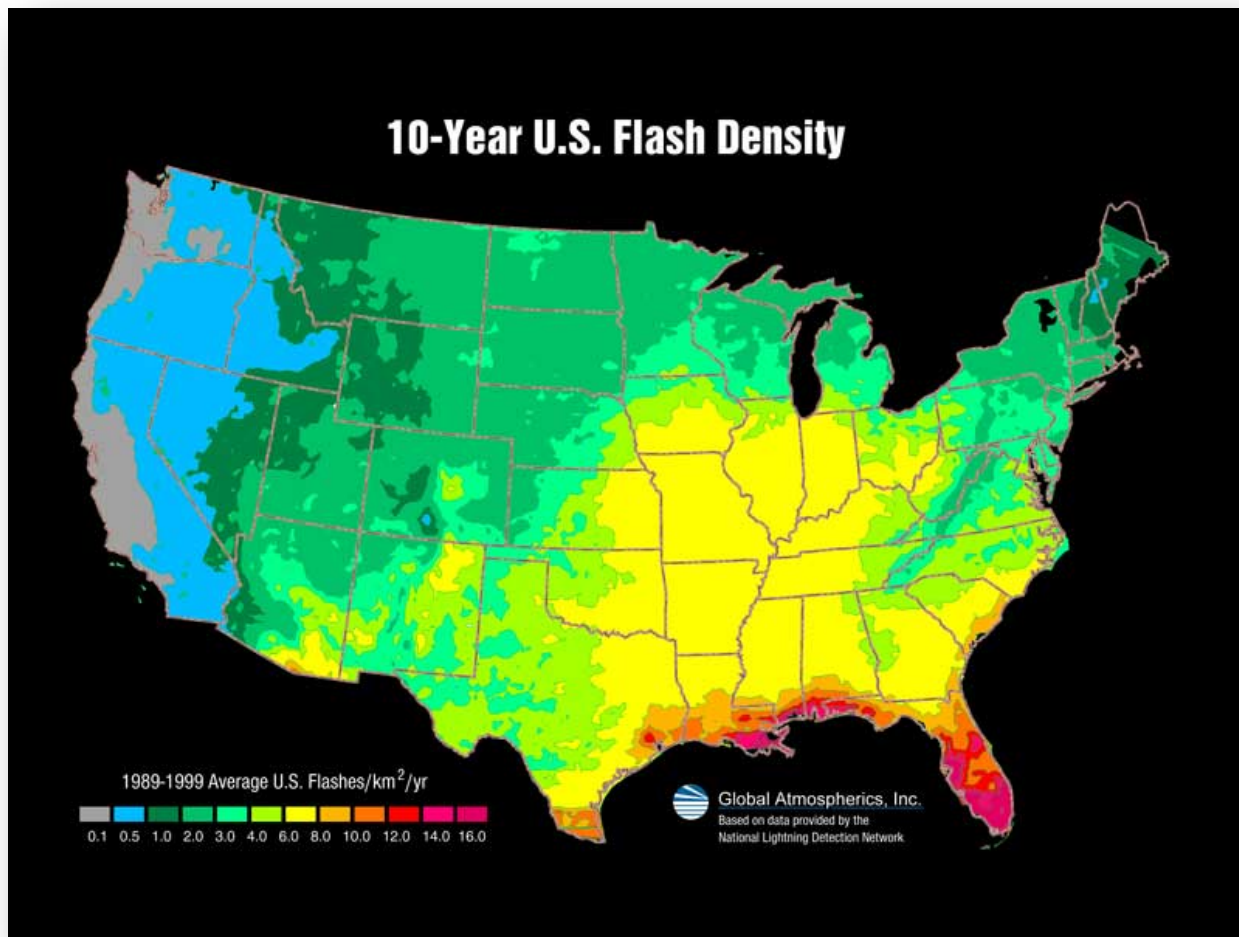 10-Year U.S. Flash Density
1989-1999 Average U.S. Flashes/km²/yr
0.1 0.5 1.0 2.0 3.0 4.0 6.0 8.0 10.0 12.0 14.0 16.0
Global Atmospherics, Inc.
Based on data provided by the
National Lightning Detection Network